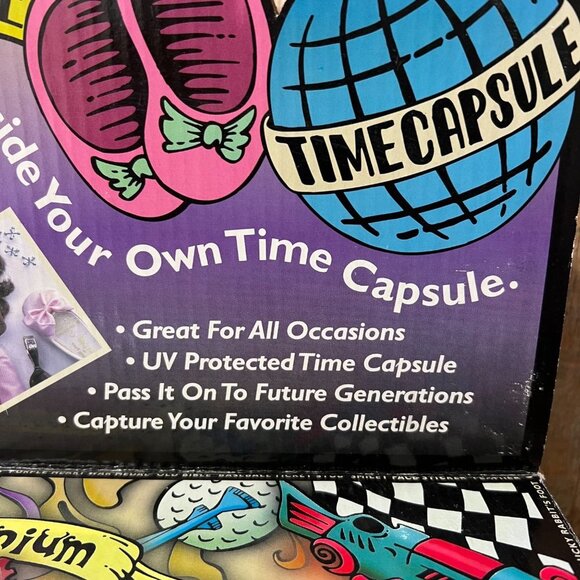 TIME CAPSULE
ide Your Own Time Capsule.
• Great For All Occasions
• UV Protected Time Capsule
• Pass It On To Future Generations
• Capture Your Favorite Collectibles
nium